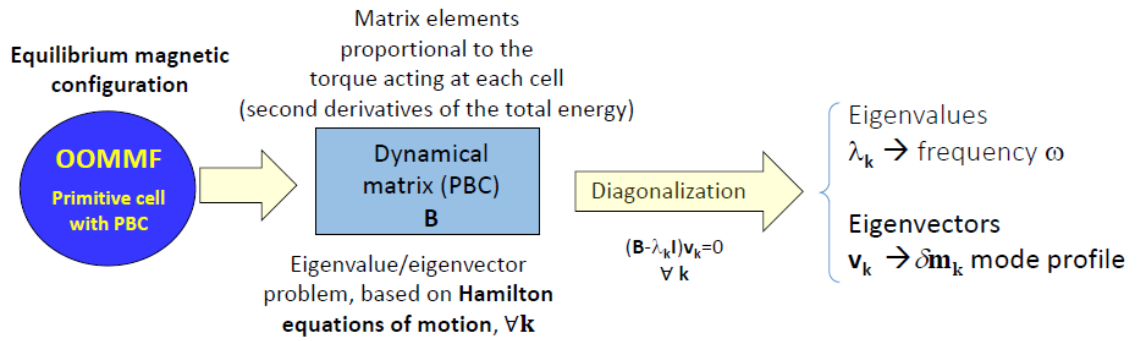 Equilibrium magnetic
configuration
OOMMF
Primitive cell
with PBC
Matrix elements
proportional to the
torque acting at each cell
(second derivatives of the total energy)
Dynamical
matrix (PBC)
B
Eigenvalue/eigenvector
problem, based on Hamilton
equations of motion, ∀k
Diagonalization
(B-λₖI)vₖ=0
∀ k
Eigenvalues
λₖ → frequency ω
Eigenvectors
vₖ → δmₖ mode profile